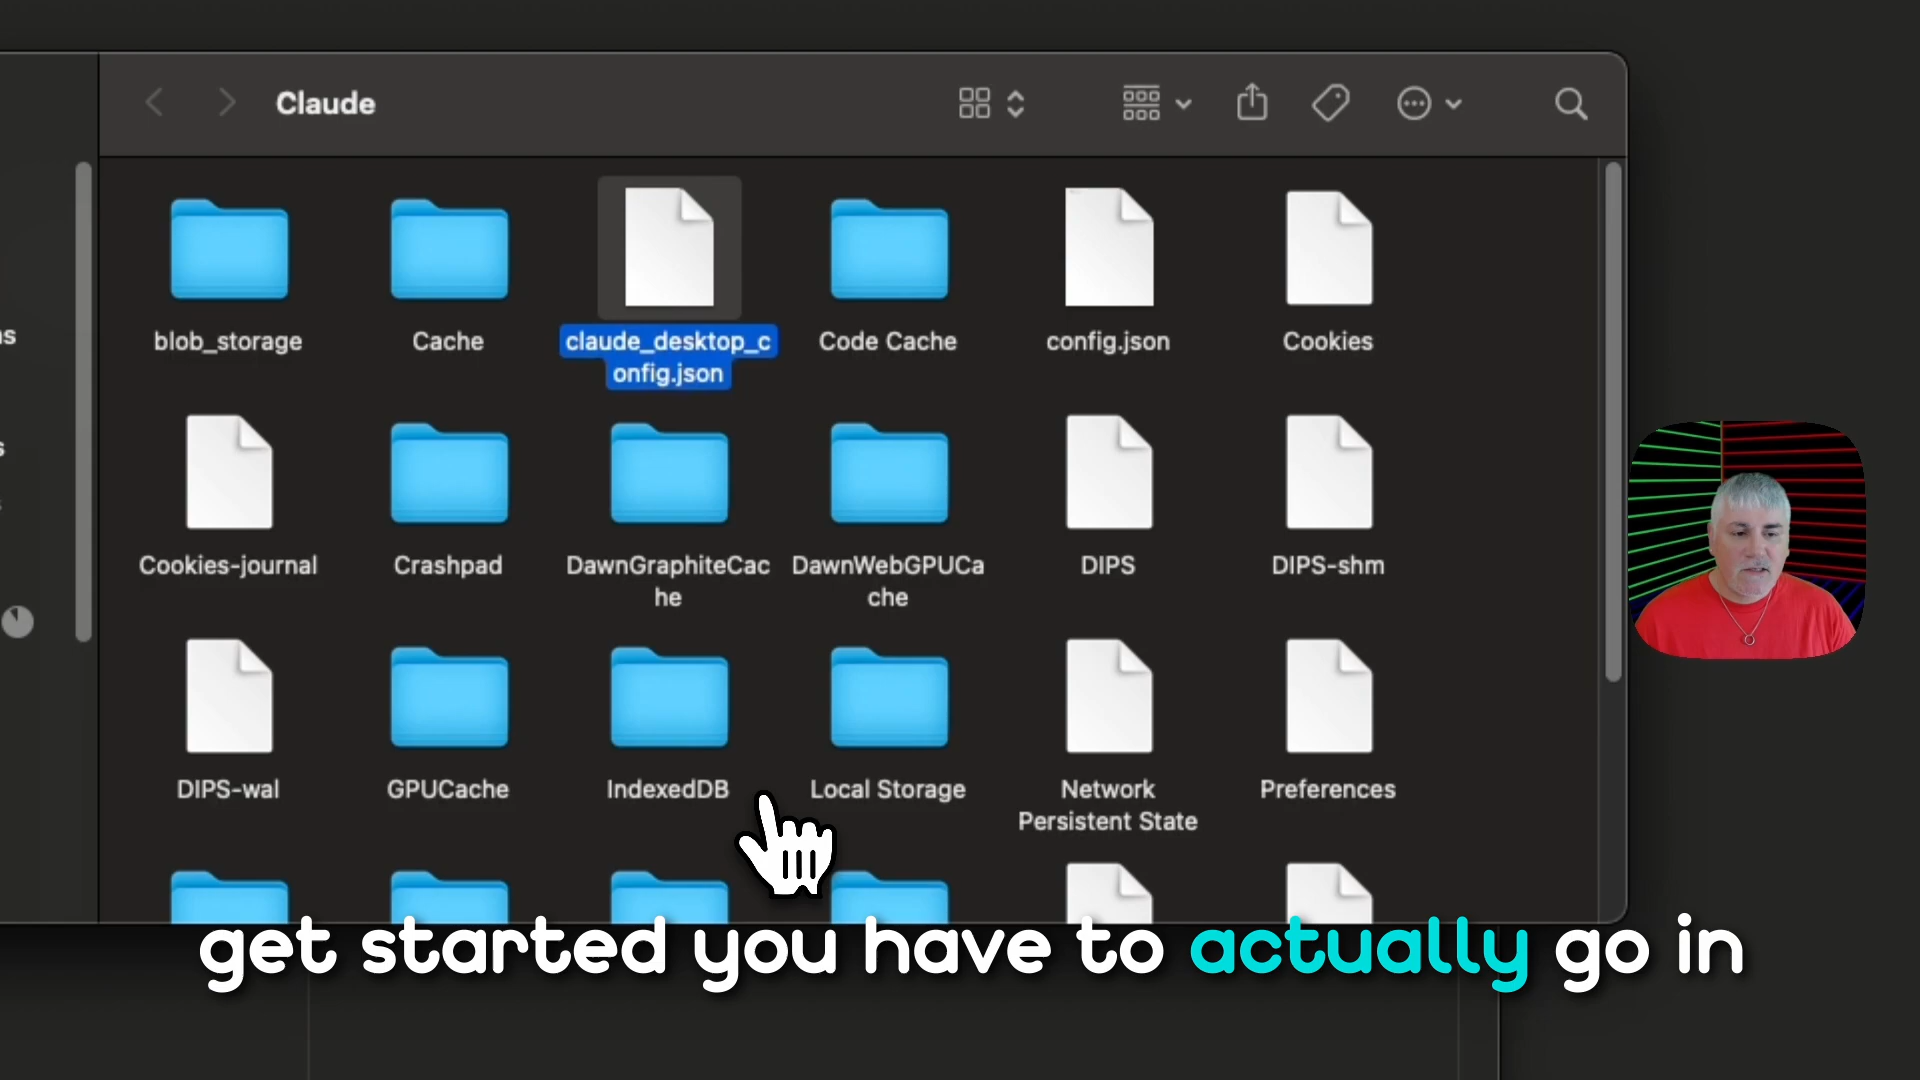 Claude
blob_storage
Cache
claude_desktop_c
onfig.json
Code Cache
config.json
Cookies
Cookies-journal
Crashpad
DawnGraphiteCac
he
DawnWebGPUCa
che
DIPS
DIPS-shm
DIPS-wal
GPUCache
IndexedDB
Local Storage
Network
Persistent State
Preferences
get started you have to actually go in